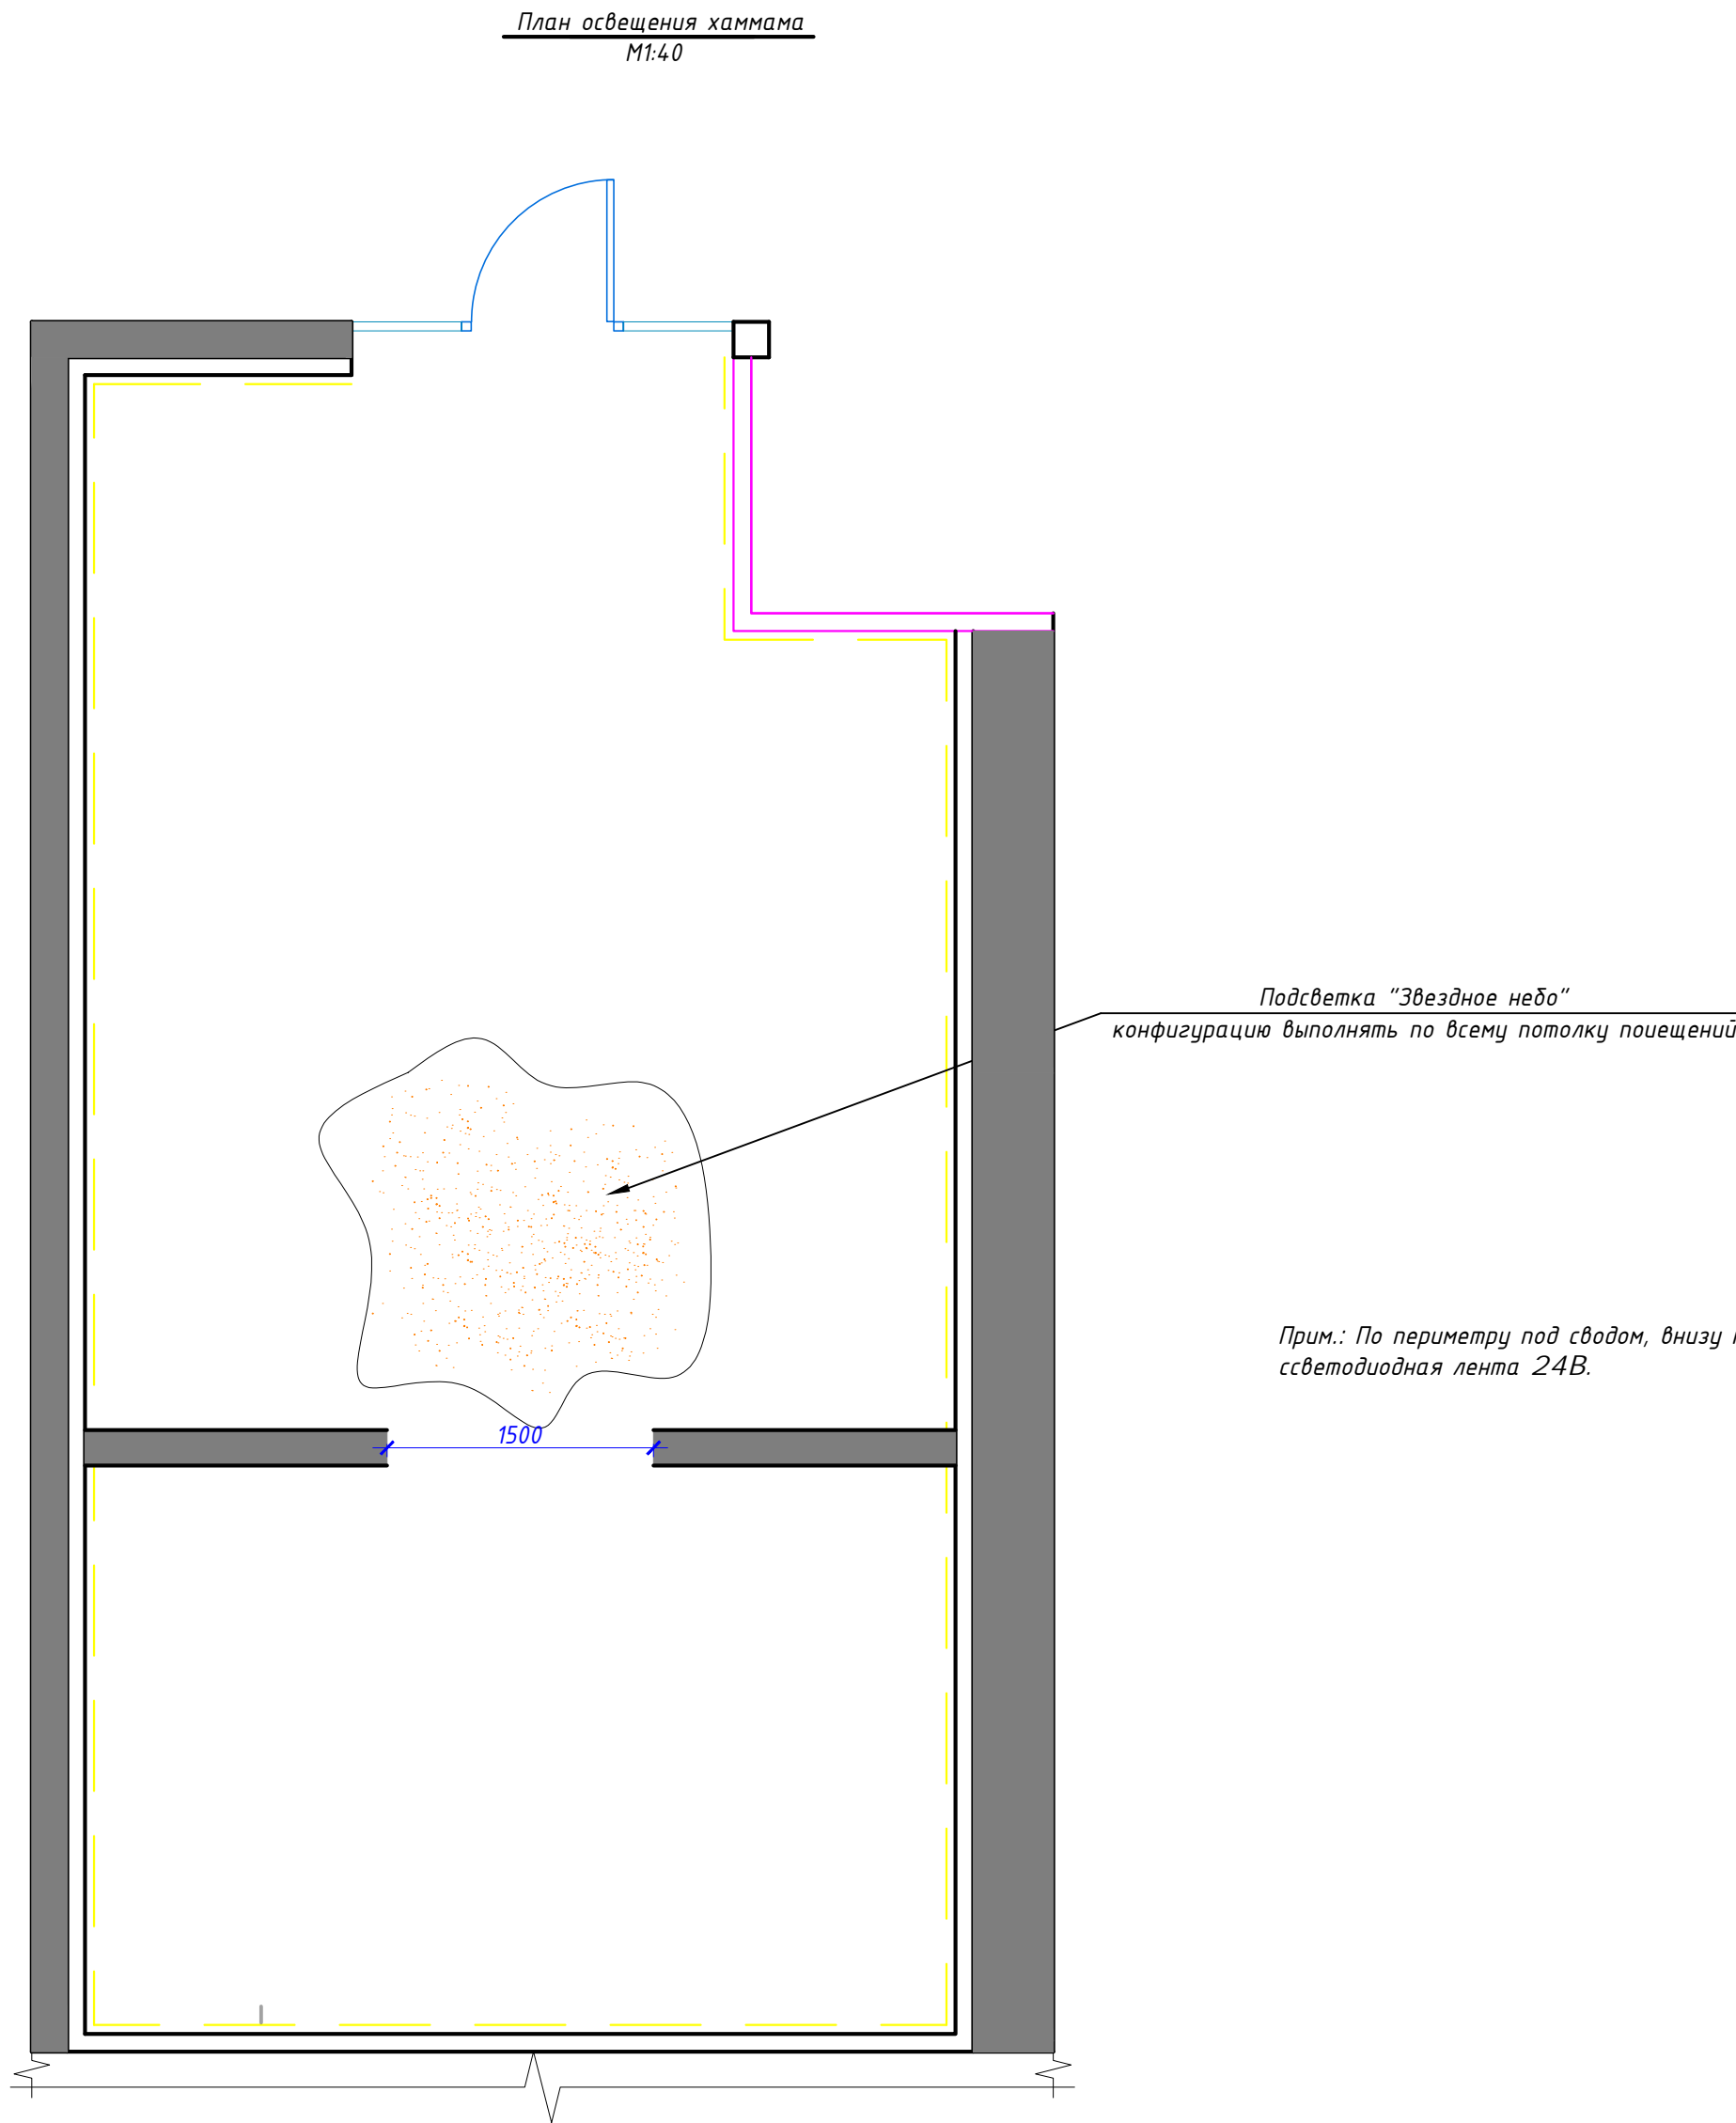 План освещения хаммама
М1:40
Подсветка "Звездное небо"
конфигурацию выполнять по всему потолку поиещений
1500
Прим.: По периметру под сводом, внизу
ссветодиодная лента 24В.